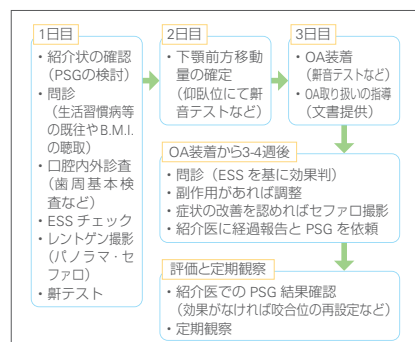 1日目
・紹介状の確認
(PSGの検討)
・問診
(生活習慣病等
の既往やB.M.I.
の聴取)
・口腔内外診査
(歯周基本検
査など)
・ESS チェック
・レントゲン撮影
(パノラマ・セ
ファロ)
・鼾テスト
2日目
・下顎前方移動
量の確定
(仰臥位にて鼾
音テストなど)
3日目
・OA装着
(鼾音テストなど)
・OA取り扱いの指導
(文書提供)
OA装着から3-4週後
・問診(ESS を基に効果判)
・副作用があれば調整
・症状の改善を認めればセファロ撮影
・紹介医に経過報告と PSG を依頼
評価と定期観察
・紹介医での PSG 結果確認
(効果がなければ咬合位の再設定など)
・定期観察